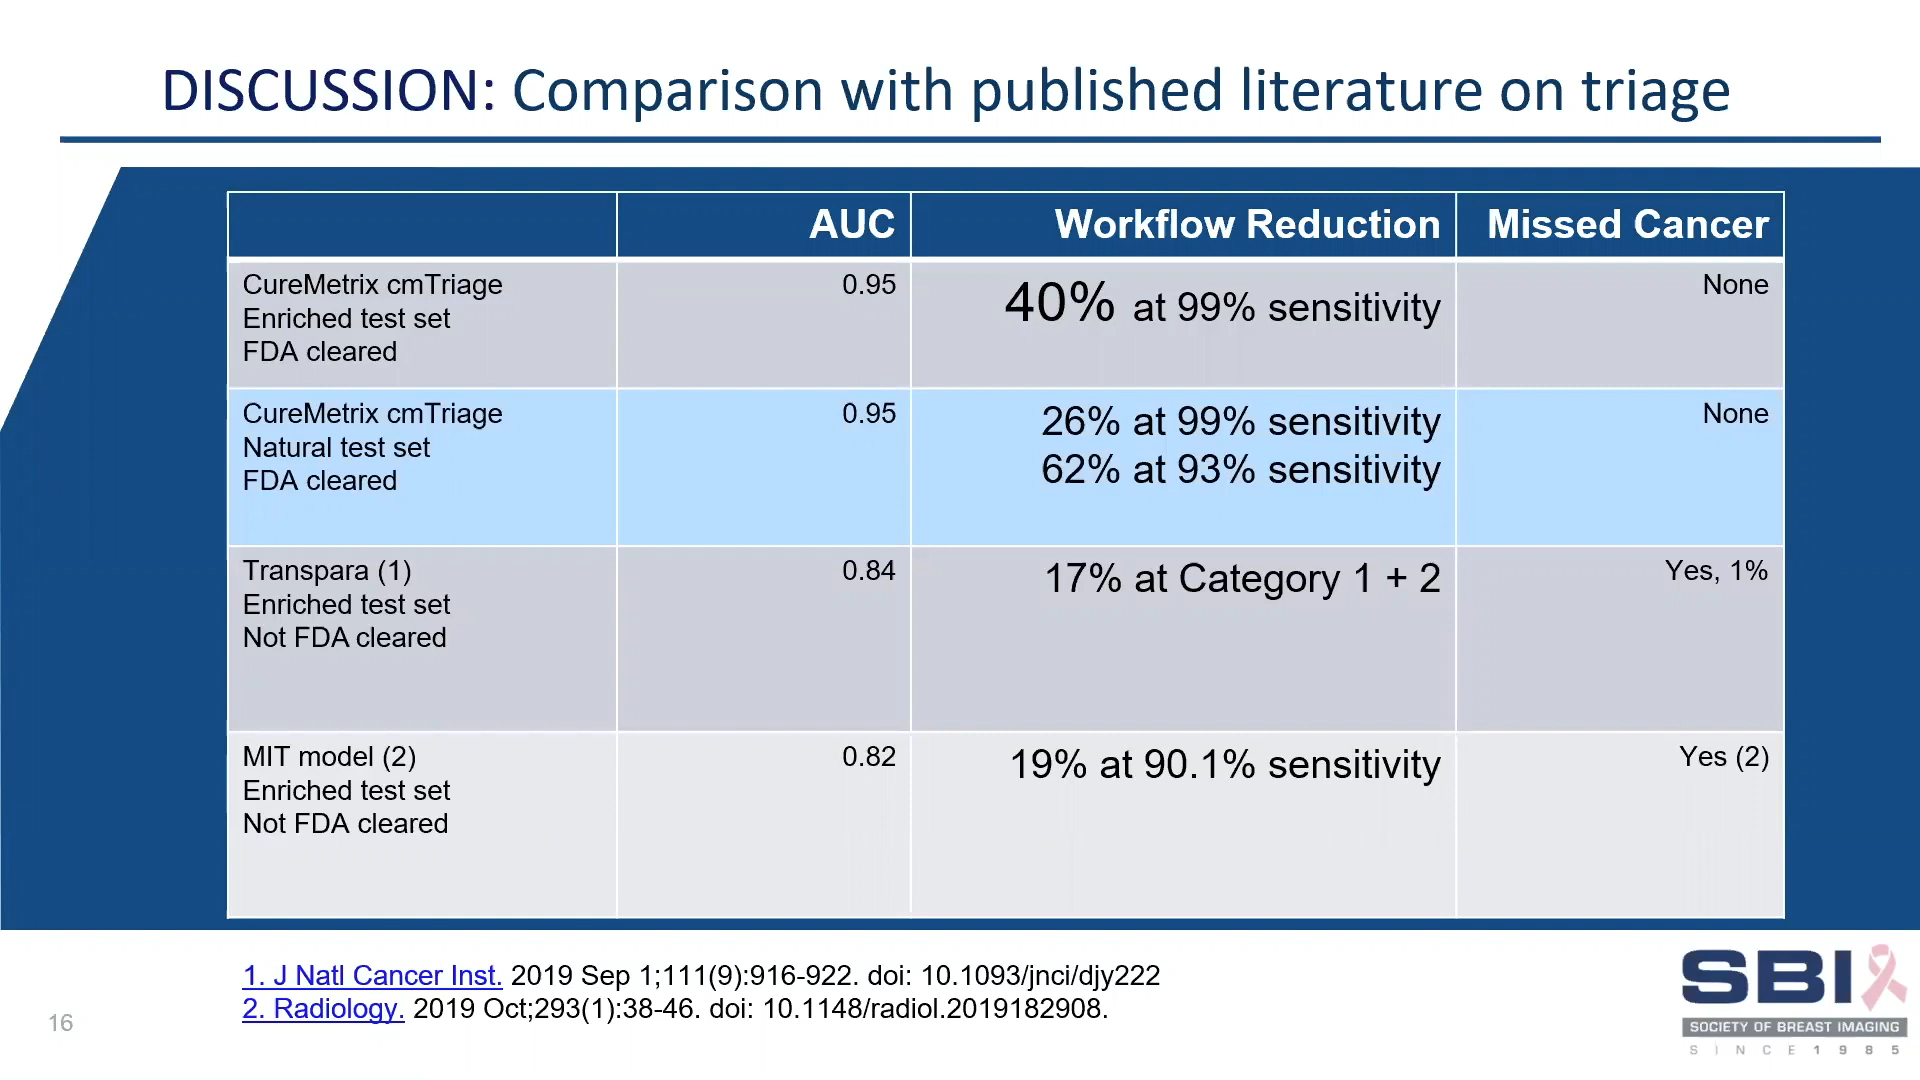 DISCUSSION: Comparison with published literature on triage
AUC Workflow Reduction Missed Cancer
CureMetrix cmTriage
Enriched test set
FDA cleared
0.95
40% at 99% sensitivity
None
CureMetrix cmTriage
Natural test set
FDA cleared
0.95
26% at 99% sensitivity
62% at 93% sensitivity
None
Transpara (1)
Enriched test set
Not FDA cleared
0.84
17% at Category 1 + 2
Yes, 1%
MIT model (2)
Enriched test set
Not FDA cleared
0.82
19% at 90.1% sensitivity
Yes (2)
1. J Natl Cancer Inst. 2019 Sep 1;111(9):916-922. doi: 10.1093/jnci/djy222
2. Radiology. 2019 Oct;293(1):38-46. doi: 10.1148/radiol.2019182908.
16
SBI
SOCIETY OF BREAST IMAGING
SINCE 1985